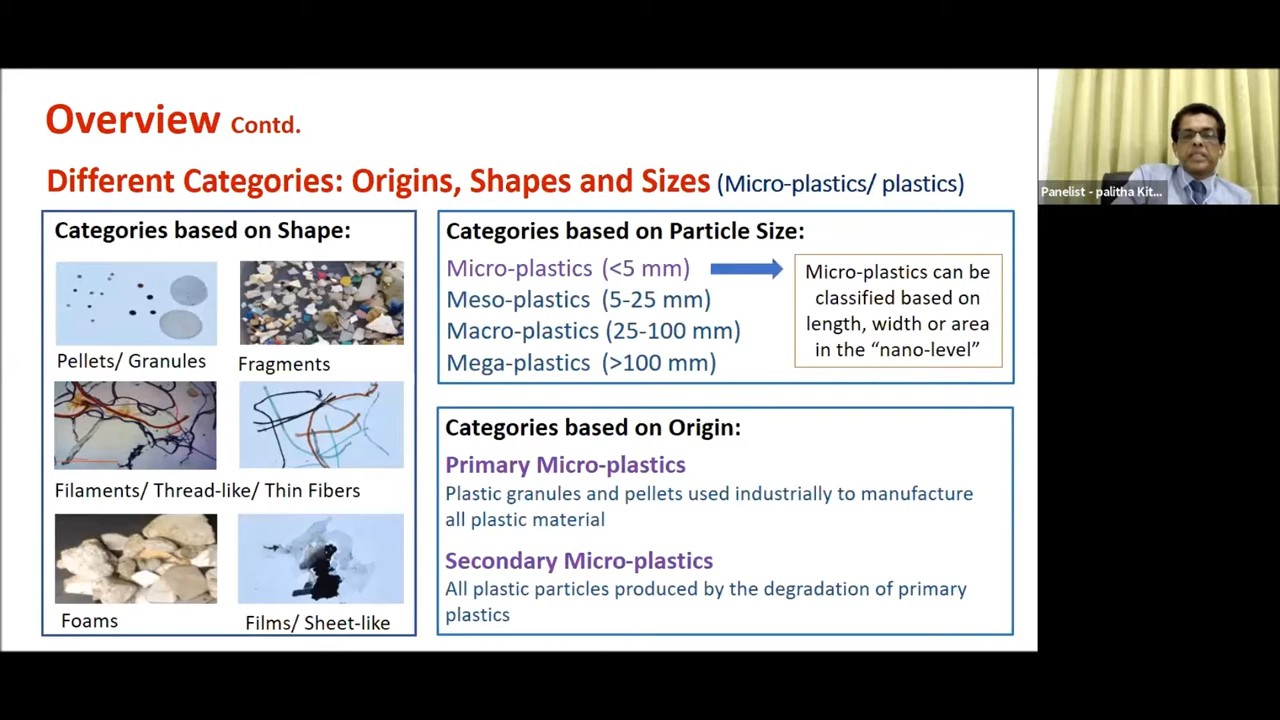 Overview Contd.
Different Categories: Origins, Shapes and Sizes (Micro-plastics/ plastics)
Categories based on Shape:
Pellets/ Granules
Fragments
Filaments/ Thread-like/ Thin Fibers
Foams
Films/ Sheet-like
Categories based on Particle Size:
Micro-plastics (<5 mm)
Meso-plastics (5-25 mm)
Macro-plastics (25-100 mm)
Mega-plastics (>100 mm)
Micro-plastics can be
classified based on
length, width or area
in the “nano-level”
Categories based on Origin:
Primary Micro-plastics
Plastic granules and pellets used industrially to manufacture
all plastic material
Secondary Micro-plastics
All plastic particles produced by the degradation of primary
plastics
Panelist - palitha Kit...